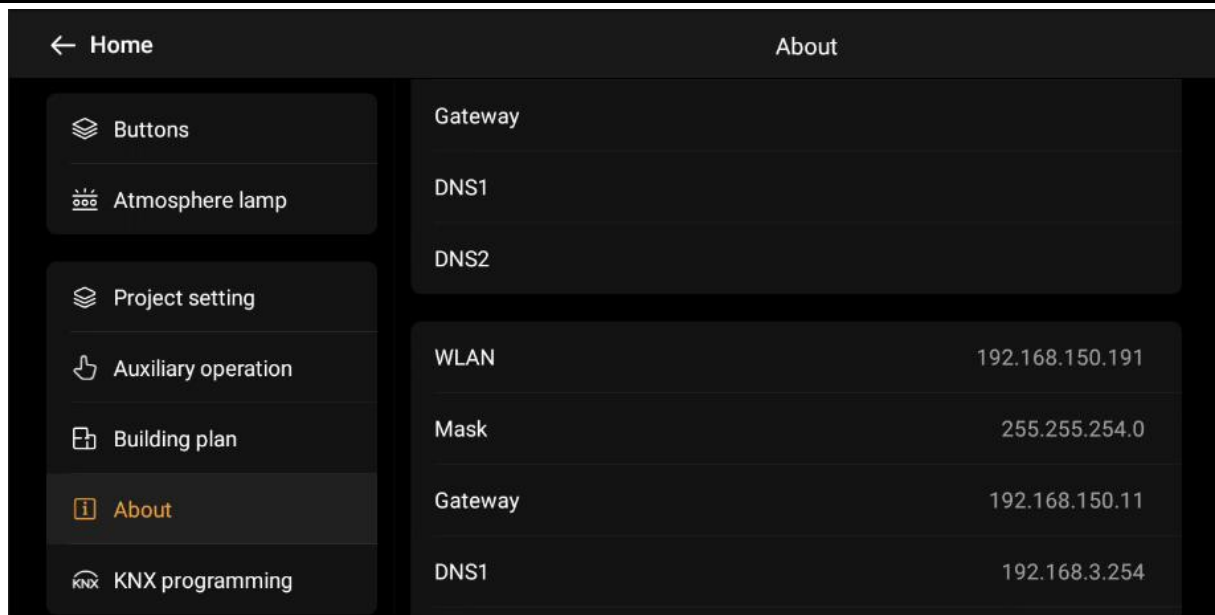 Home
About
Buttons
Atmosphere lamp
Project setting
Auxiliary operation
Building plan
About
KNX KNX programming
Gateway
DNS1
DNS2
WLAN 192.168.150.191
Mask 255.255.254.0
Gateway 192.168.150.11
DNS1 192.168.3.254